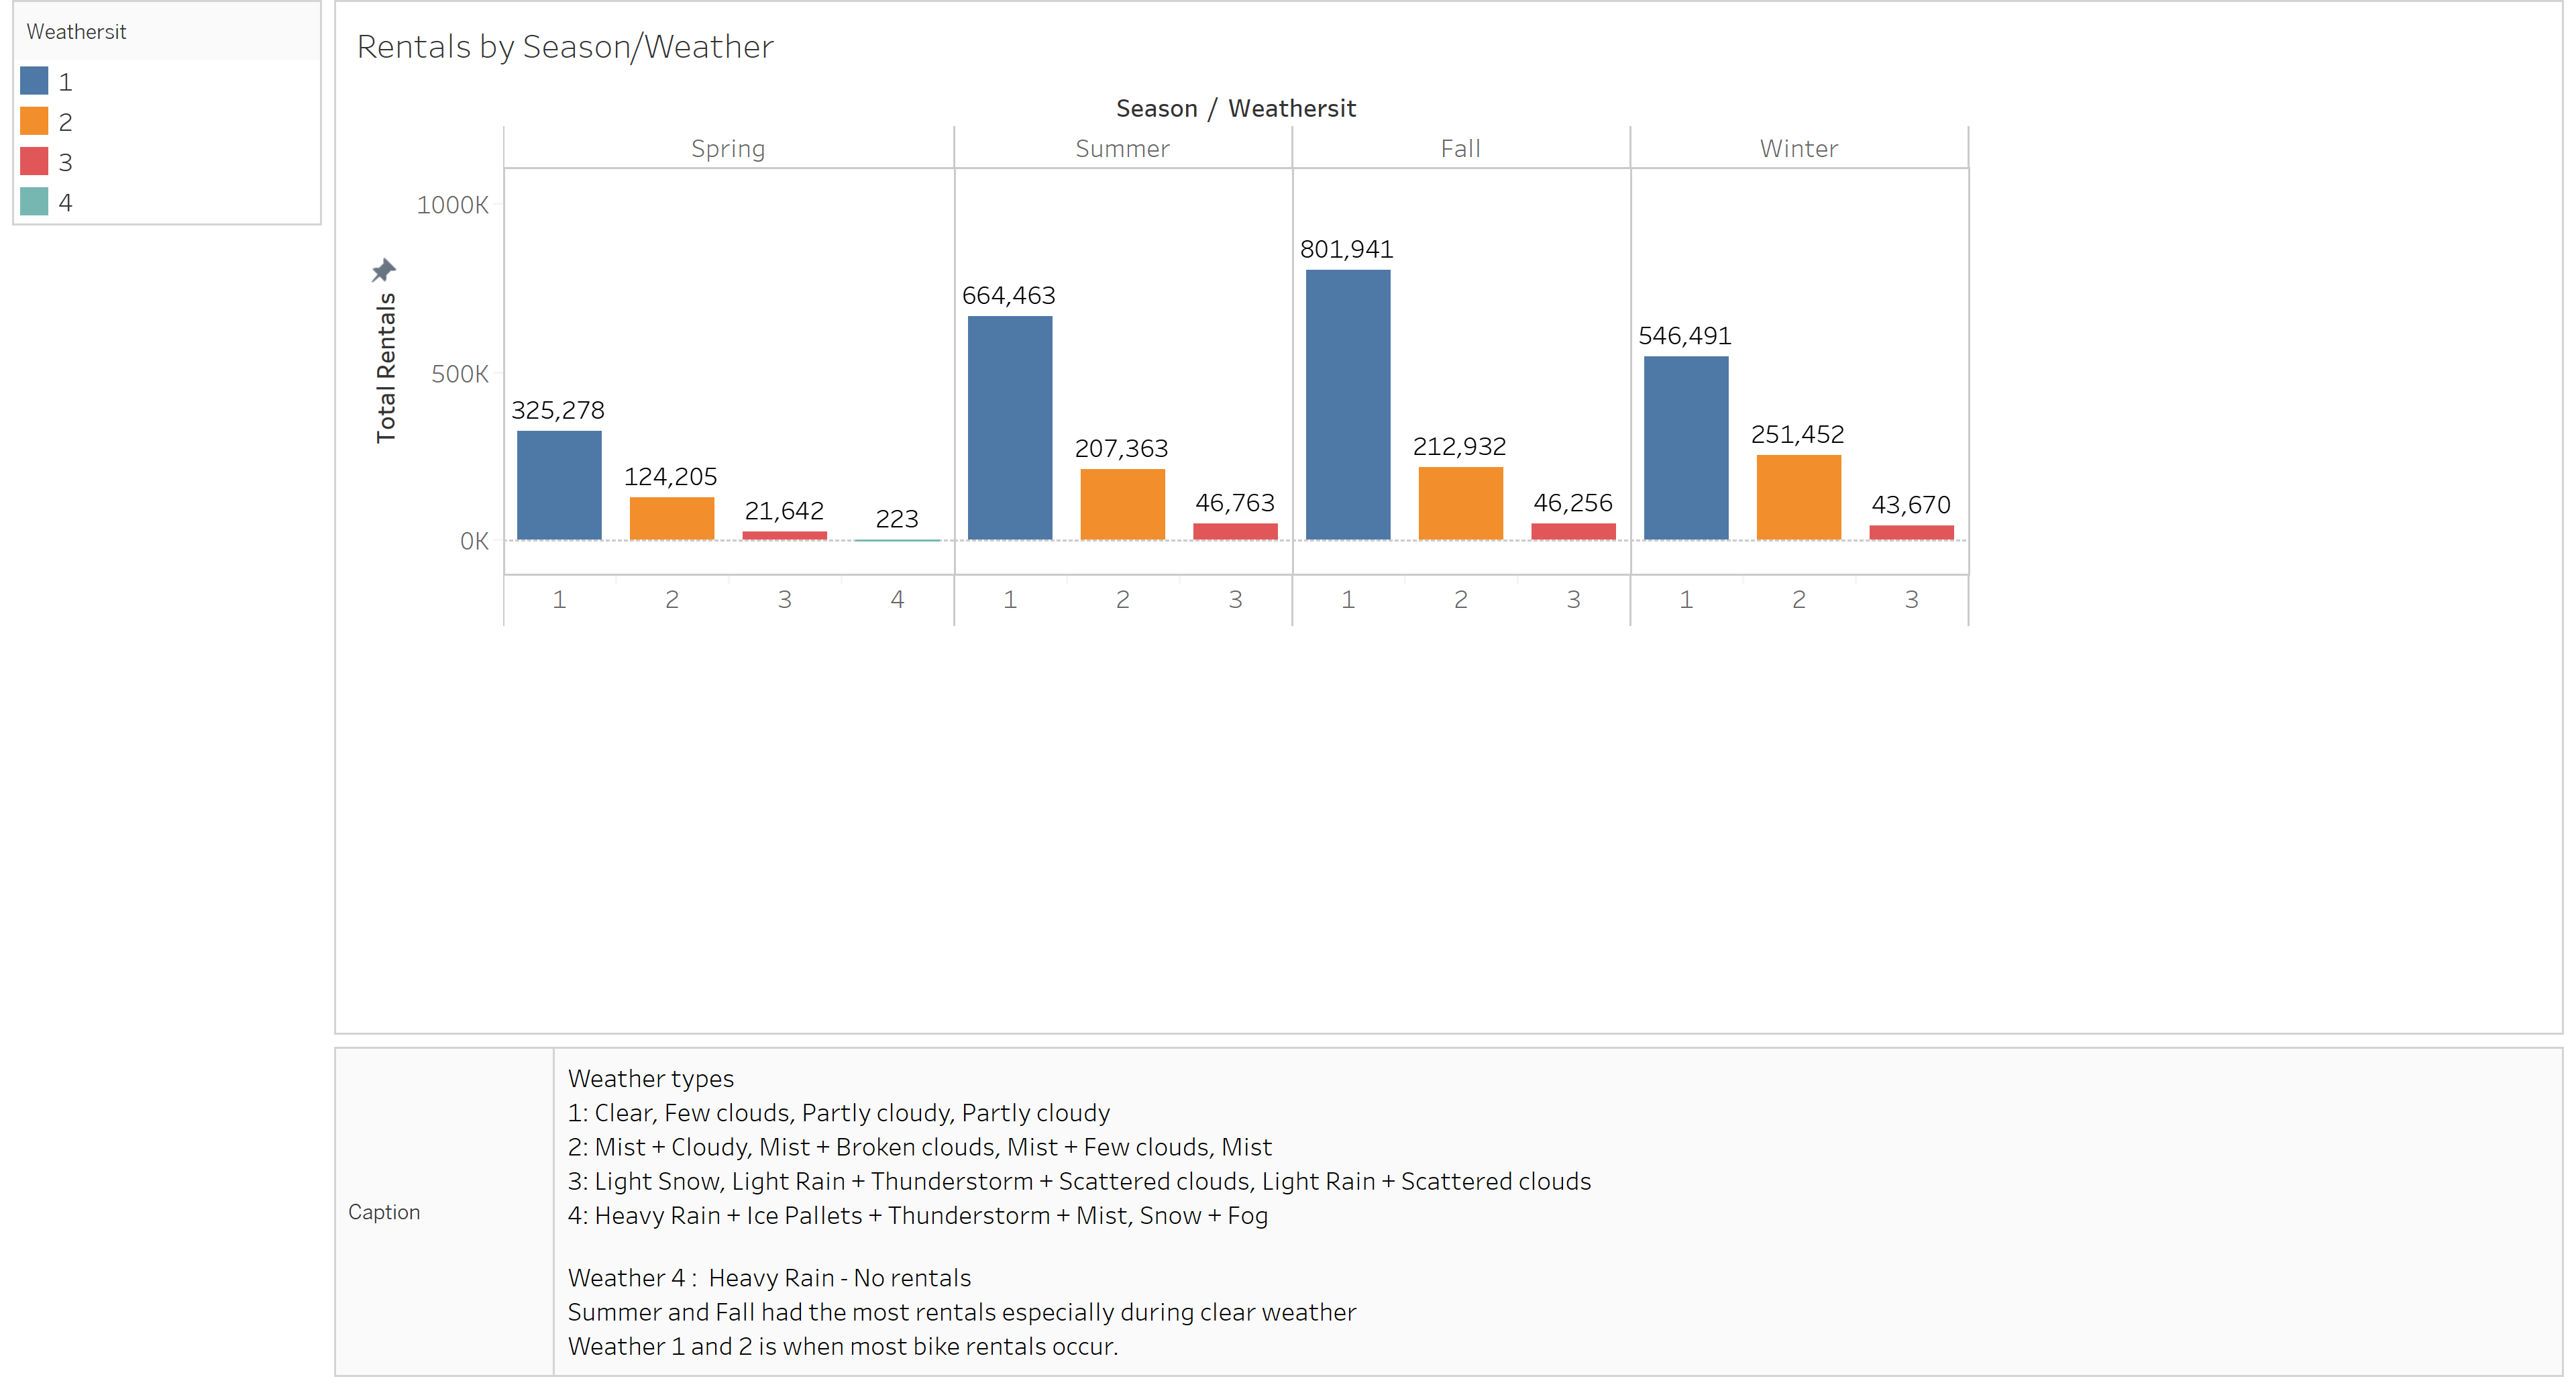 Weathersit
1
2
3
4
Rentals by Season/Weather
Season / Weathersit
Spring Summer Fall Winter
1000K
500K
0K
Total Rentals
325,278
124,205
21,642
223
664,463
207,363
46,763
801,941
212,932
46,256
546,491
251,452
43,670
1 2 3 4 1 2 3 1 2 3 1 2 3
Caption
Weather types
1: Clear, Few clouds, Partly cloudy, Partly cloudy
2: Mist + Cloudy, Mist + Broken clouds, Mist + Few clouds, Mist
3: Light Snow, Light Rain + Thunderstorm + Scattered clouds, Light Rain + Scattered clouds
4: Heavy Rain + Ice Pallets + Thunderstorm + Mist, Snow + Fog
Weather 4 :  Heavy Rain - No rentals
Summer and Fall had the most rentals especially during clear weather
Weather 1 and 2 is when most bike rentals occur.